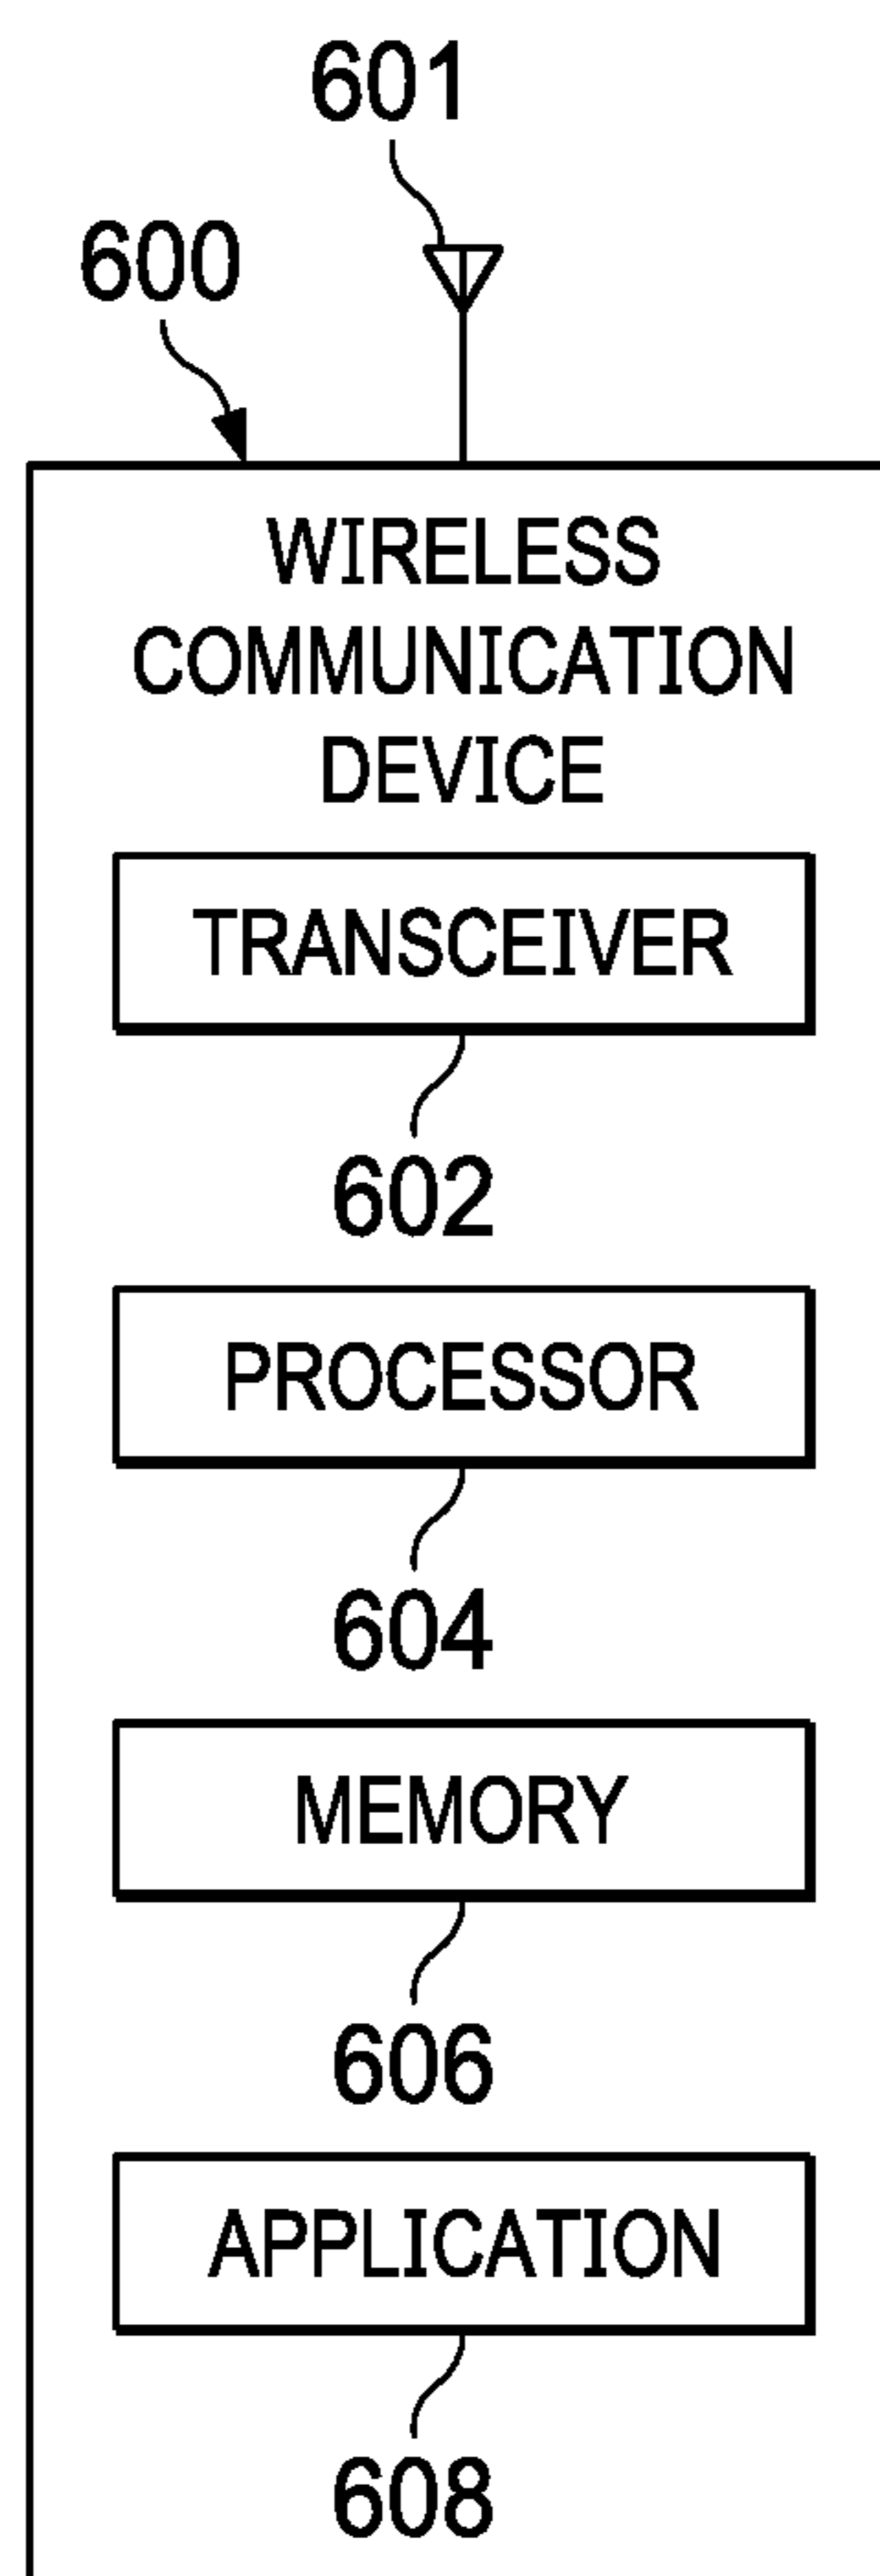 601
600
WIRELESS
COMMUNICATION
DEVICE
TRANSCEIVER
602
PROCESSOR
604
MEMORY
606
APPLICATION
608